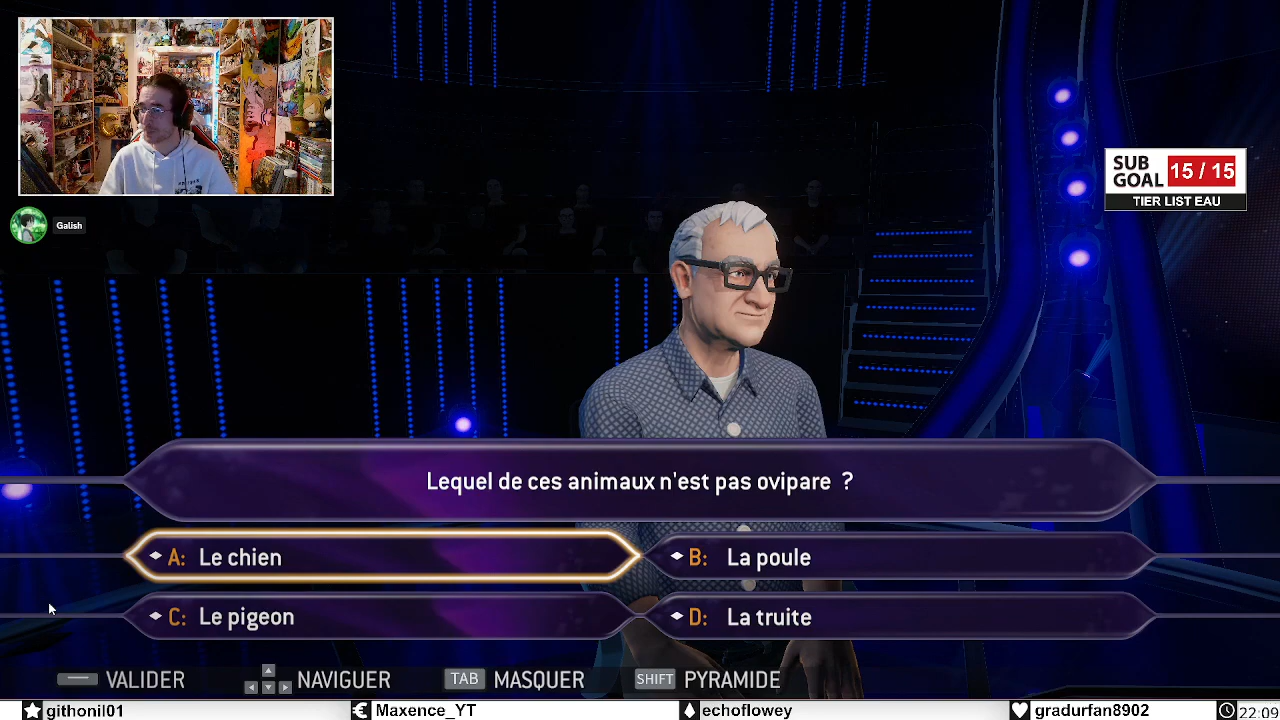 SUB GOAL 15 / 15
TIER LIST EAU
Galish
Lequel de ces animaux n'est pas ovipare ?
A: Le chien
B: La poule
C: Le pigeon
D: La truite
VALIDER
NAVIGUER
TAB MASQUER
SHIFT PYRAMIDE
githonil01
Maxence_YT
echoflowey
gradurfan8902
22:09